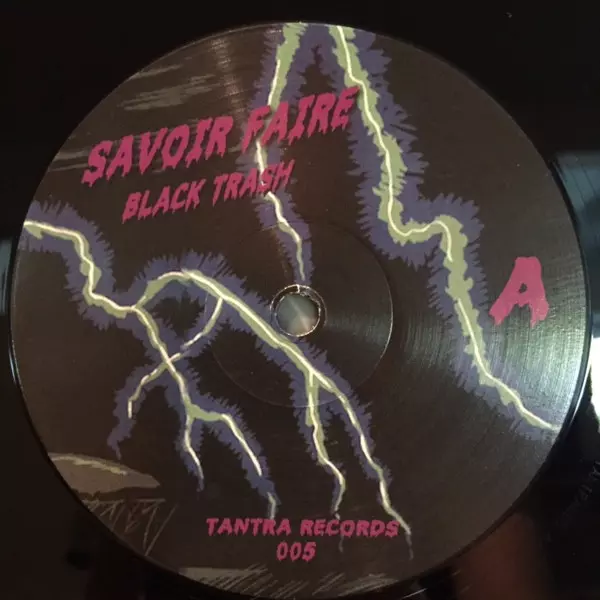 SAVOIR FAIRE
BLACK TRASH
A
TANTRA RECORDS
005